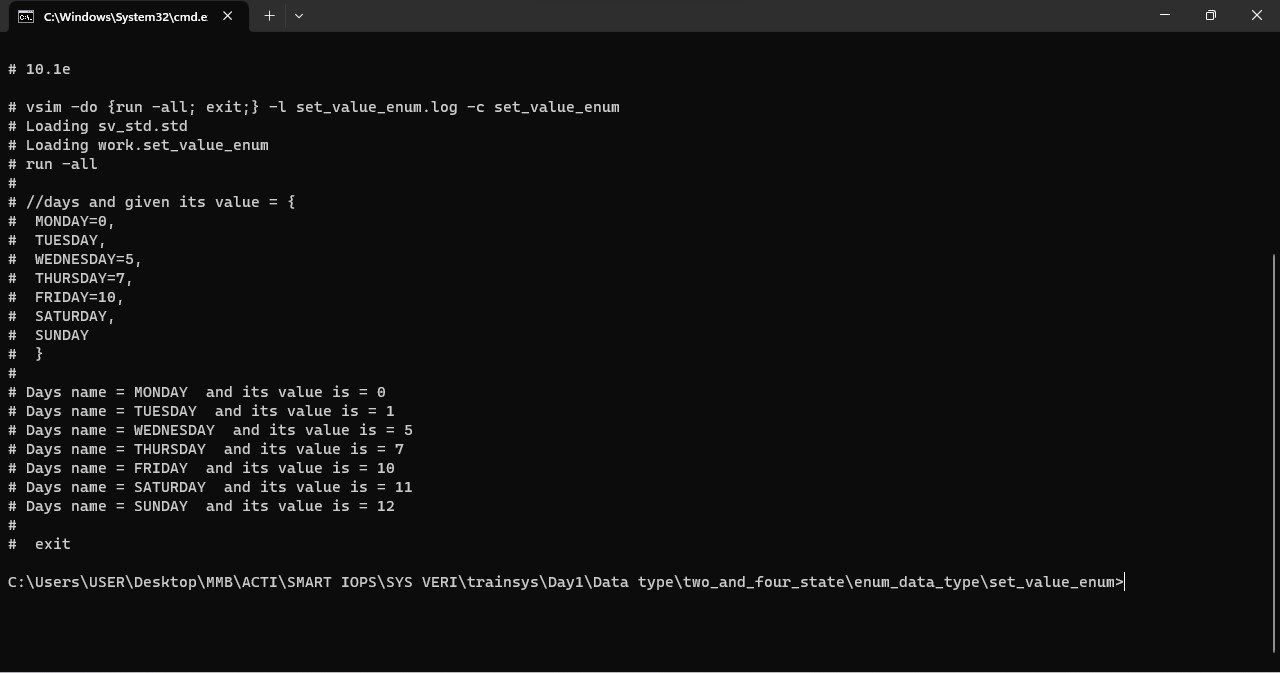 C:\Windows\System32\cmd.e
# 10.1e
# vsim -do {run -all; exit;} -l set_value_enum.log -c set_value_enum
# Loading sv_std.std
# Loading work.set_value_enum
# run -all
#
# //days and given its value = {
#  MONDAY=0,
#  TUESDAY,
#  WEDNESDAY=5,
#  THURSDAY=7,
#  FRIDAY=10,
#  SATURDAY,
#  SUNDAY
#  }
#
# Days name = MONDAY  and its value is = 0
# Days name = TUESDAY  and its value is = 1
# Days name = WEDNESDAY  and its value is = 5
# Days name = THURSDAY  and its value is = 7
# Days name = FRIDAY  and its value is = 10
# Days name = SATURDAY  and its value is = 11
# Days name = SUNDAY  and its value is = 12
#
#  exit
C:\Users\USER\Desktop\MMB\ACTI\SMART IOPS\SYS VERI\trainsys\Day1\Data type\two_and_four_state\enum_data_type\set_value_enum>